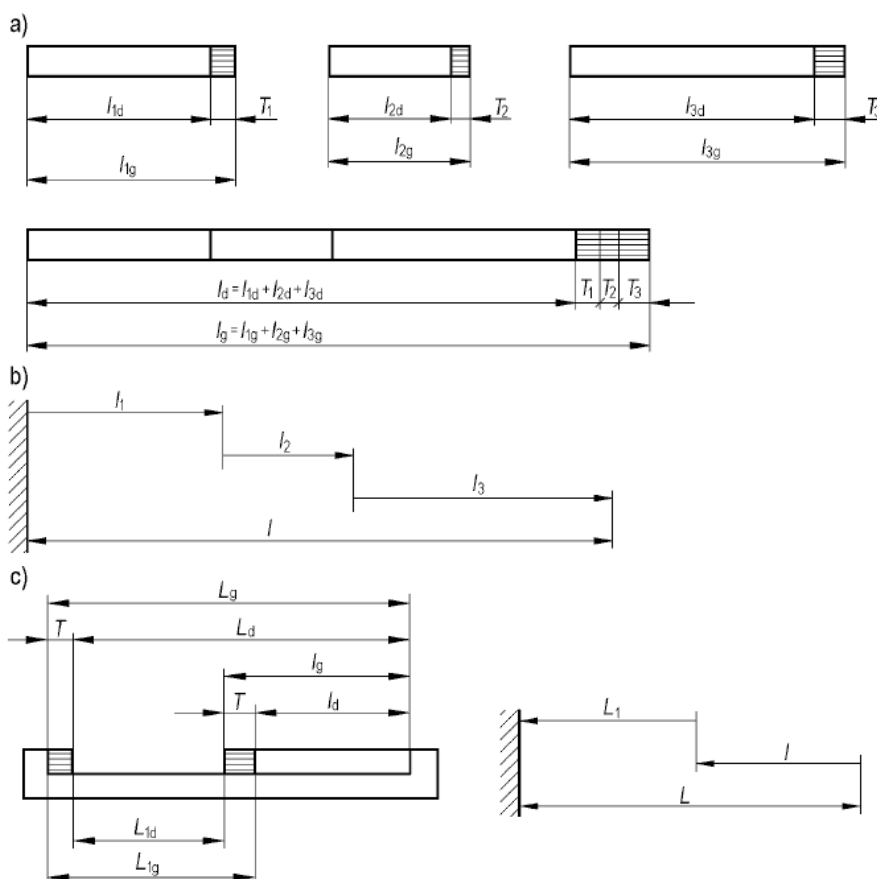 a)
l1d T1 l2d T2 l3d T3
l1g l2g l3g
ld = l1d + l2d + l3d T1 T2 T3
lg = l1g + l2g + l3g
b)
l1
l2
l3
l
c)
Lg
T Ld
lg
T ld
L1
l
L
L1d
L1g